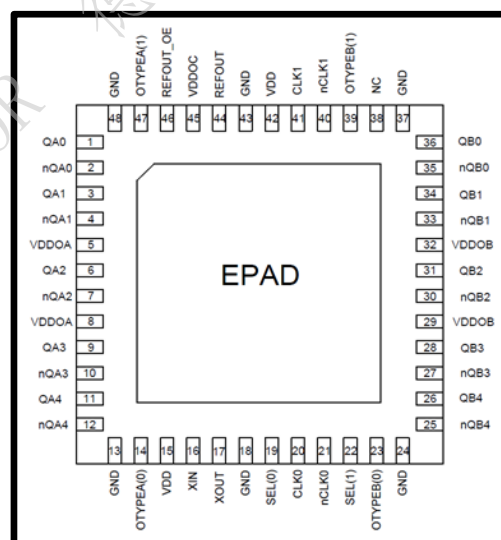 GND OTYPEA(1) REFOUT_OE VDDOC REFOUT GND VDD CLK1 nCLK1 OTYPEB(1) NC GND
48 47 46 45 44 43 42 41 40 39 38 37
QA0 1 36 QB0
nQA0 2 35 nQB0
QA1 3 34 QB1
nQA1 4 33 nQB1
VDDOA 5 32 VDDOB
QA2 6 31 QB2
nQA2 7 30 nQB2
VDDOA 8 29 VDDOB
QA3 9 28 QB3
nQA3 10 27 nQB3
QA4 11 26 QB4
nQA4 12 25 nQB4
EPAD
13 14 15 16 17 18 19 20 21 22 23 24
GND OTYPEA(0) VDD XIN XOUT GND SEL(0) CLK0 nCLK0 SEL(1) OTYPEB(0) GND